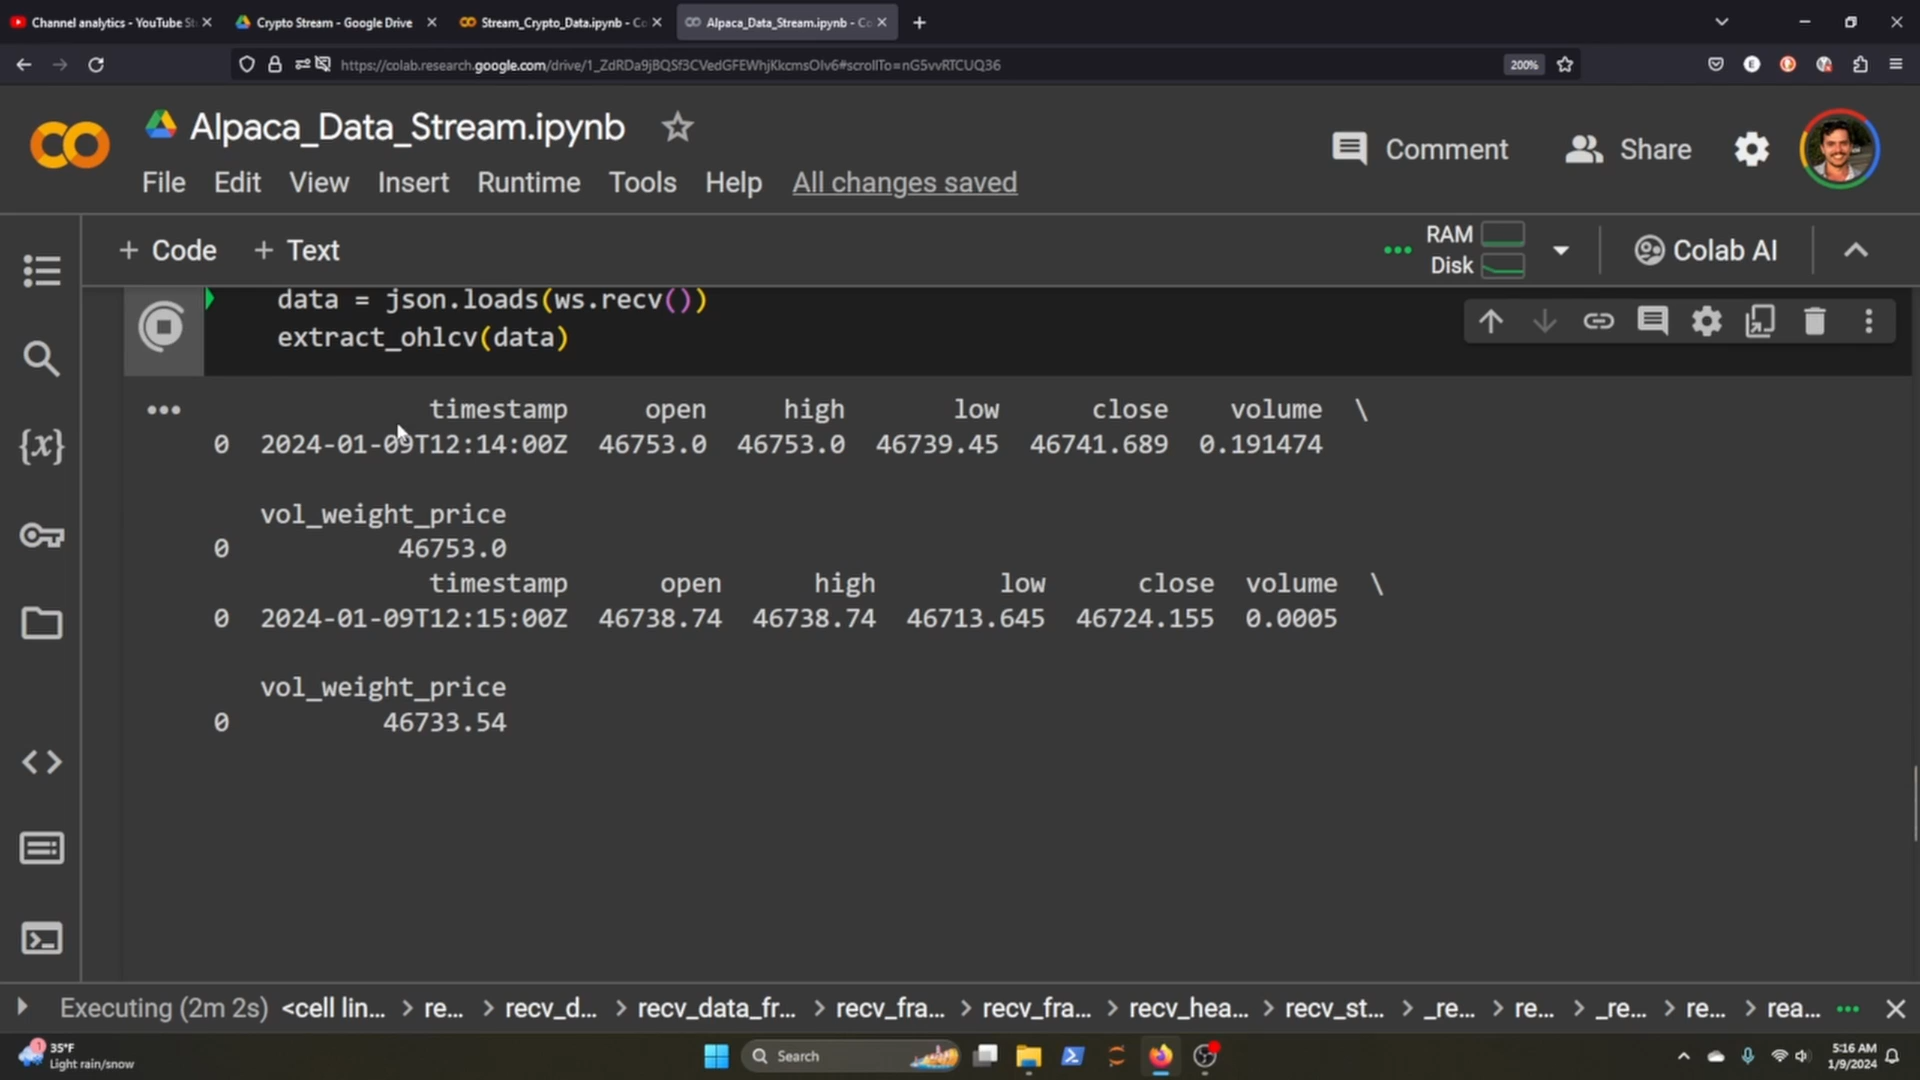 Channel analytics - YouTube St
Crypto Stream - Google Drive
Stream_Crypto_Data.ipynb - Co
Alpaca_Data_Stream.ipynb - Co
https://colab.research.google.com/drive/1_ZdRDa9jBQSf3CVedGFEWhjKkcmsOIv6#scrollTo=nG5vvRTCUQ36
200%
Alpaca_Data_Stream.ipynb
Comment
Share
File Edit View Insert Runtime Tools Help All changes saved
+ Code + Text
RAM
Disk
Colab AI
data = json.loads(ws.recv())
extract_ohlcv(data)
timestamp open high low close volume \
0 2024-01-09T12:14:00Z 46753.0 46753.0 46739.45 46741.689 0.191474
vol_weight_price
0 46753.0
timestamp open high low close volume \
0 2024-01-09T12:15:00Z 46738.74 46738.74 46713.645 46724.155 0.0005
vol_weight_price
0 46733.54
Executing (2m 2s) <cell lin... > re... > recv_d... > recv_data_fr... > recv_fra... > recv_fra... > recv_hea... > recv_st... > _re... > re... > _re... > re... > rea...
1
35°F
Light rain/snow
Search
5:16 AM
1/9/2024